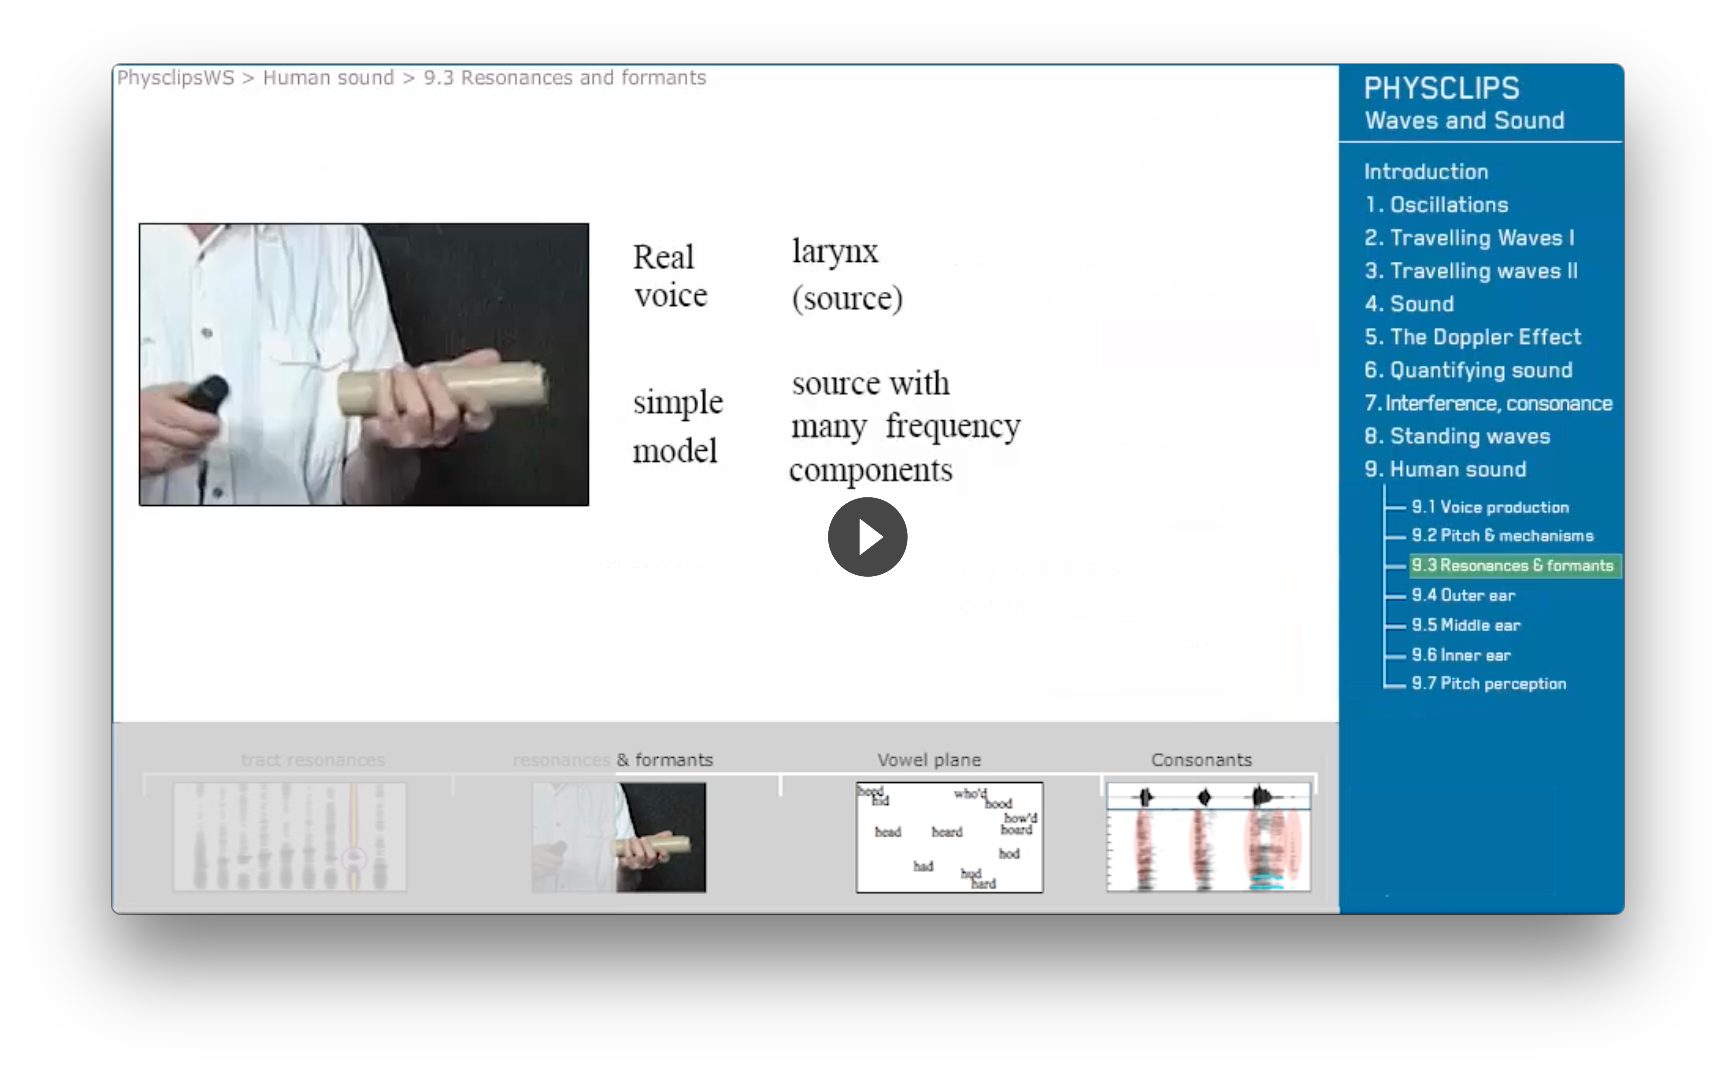 PhysclipsWS > Human sound > 9.3 Resonances and formants
Real
voice
larynx
(source)
simple
model
source with
many frequency
components
tract resonances
resonances & formants
Vowel plane
Consonants
heed
hid
who'd
hood
how'd
hoard
head
heard
hod
had
hud
hard
PHYSCLIPS
Waves and Sound
Introduction
1. Oscillations
2. Travelling Waves I
3. Travelling waves II
4. Sound
5. The Doppler Effect
6. Quantifying sound
7. Interference, consonance
8. Standing waves
9. Human sound
9.1 Voice production
9.2 Pitch & mechanisms
9.3 Resonances & formants
9.4 Outer ear
9.5 Middle ear
9.6 Inner ear
9.7 Pitch perception